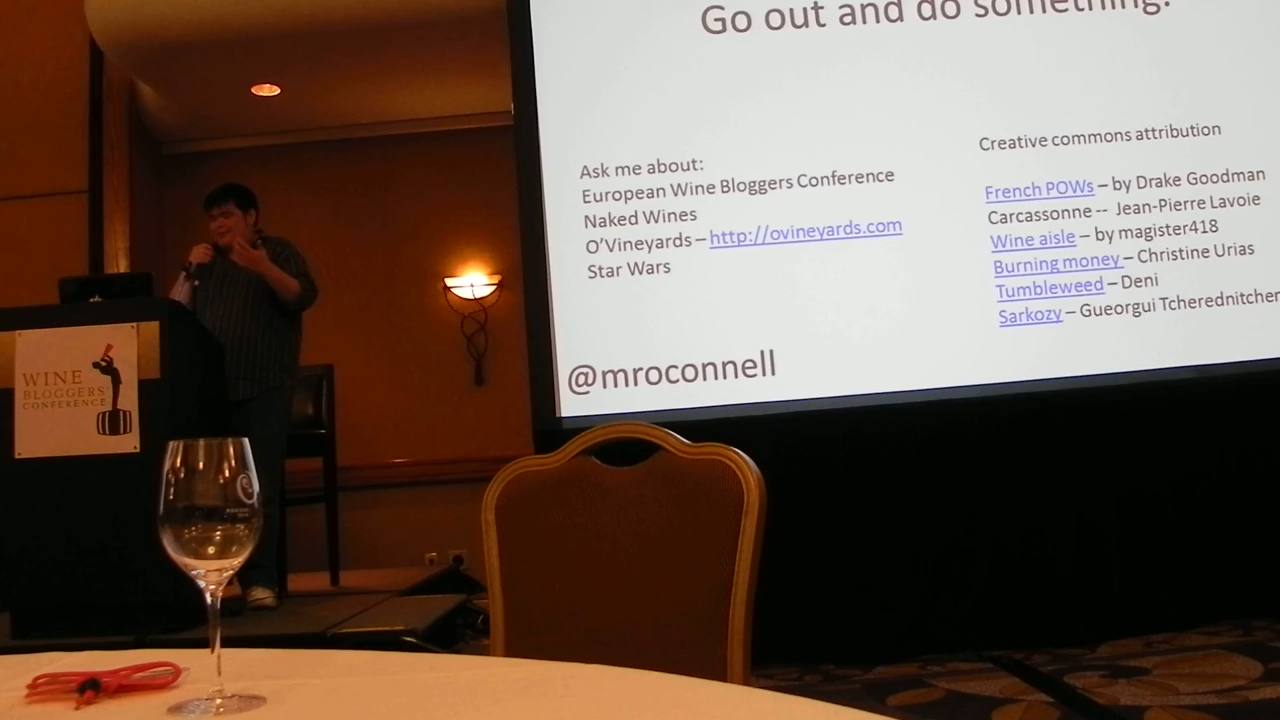 Go out and do something.
Ask me about:
European Wine Bloggers Conference
Naked Wines
O'Vineyards – http://ovineyards.com
Star Wars
@mroconnell
Creative commons attribution
French POWs – by Drake Goodman
Carcassonne -- Jean-Pierre Lavoie
Wine aisle – by magister418
Burning money – Christine Urias
Tumbleweed – Deni
Sarkozy – Gueorgui Tcherednitchen
WINE
BLOGGERS
CONFERENCE